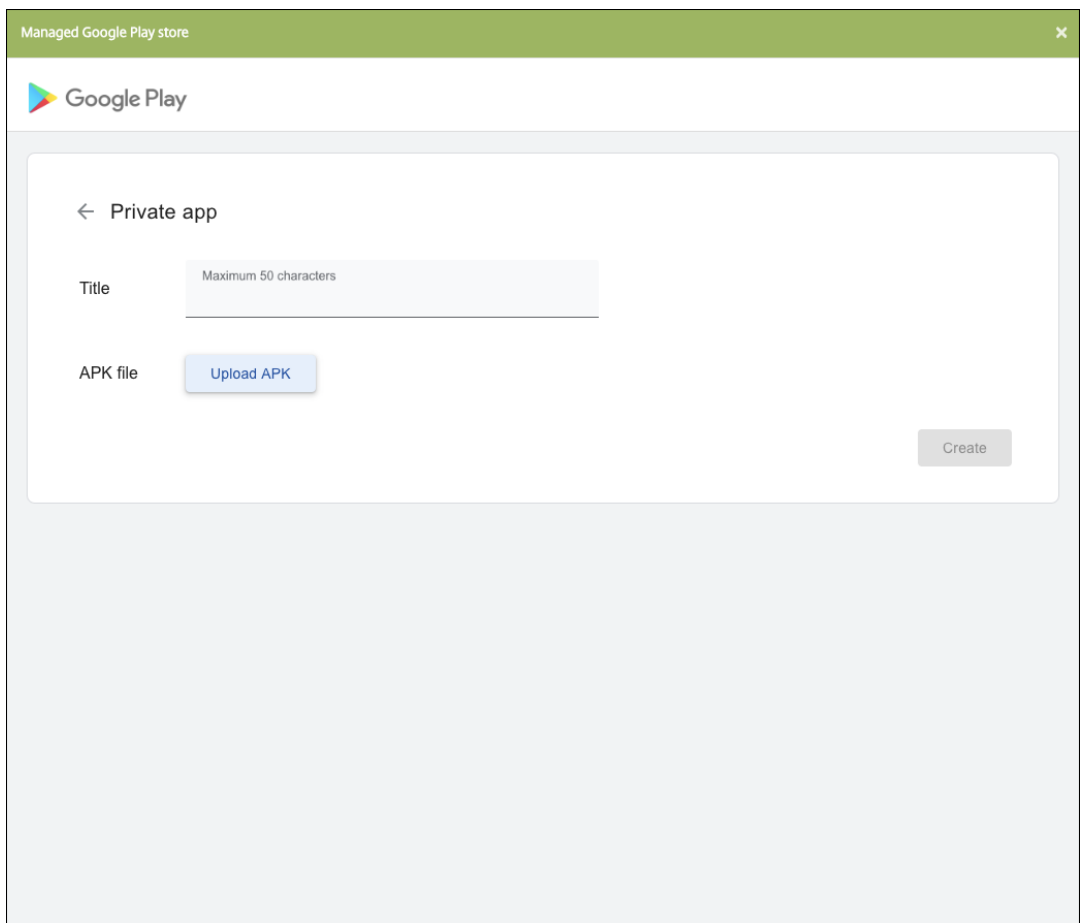 Managed Google Play store
Google Play
Private app
Title
Maximum 50 characters
APK file
Upload APK
Create